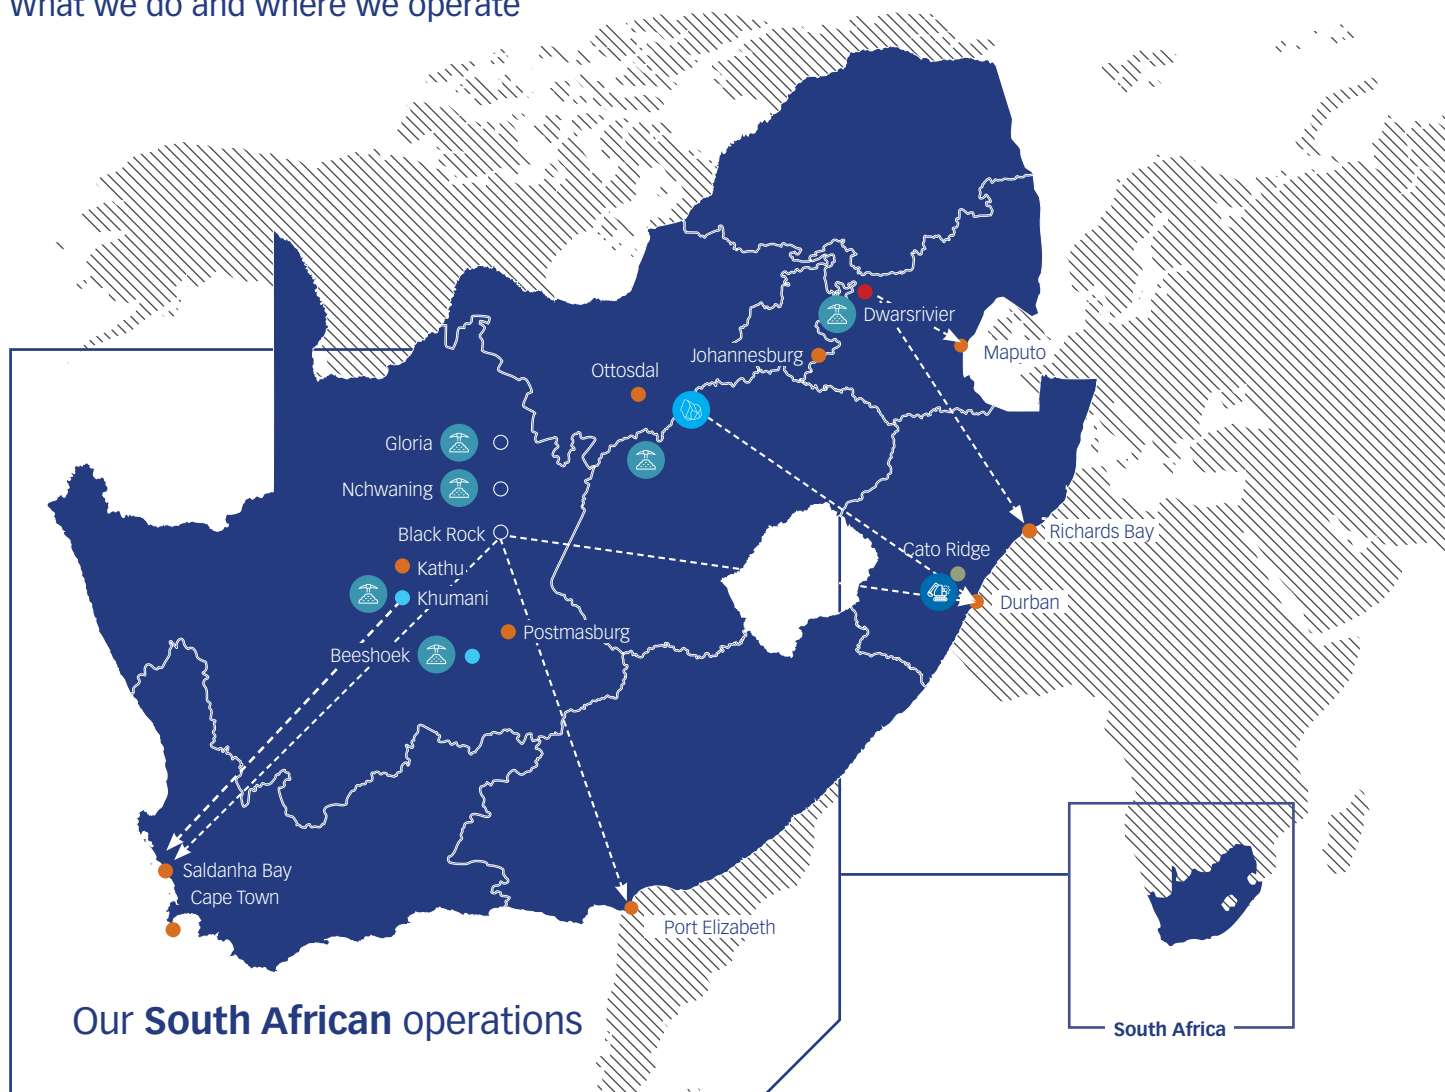 What we do and where we operate
Dwarsrivier
Maputo
Johannesburg
Ottosdal
Gloria
Nchwaning
Black Rock
Richards Bay
Cato Ridge
Kathu
Khumani
Durban
Postmasburg
Beeshoek
Saldanha Bay
Cape Town
Port Elizabeth
Our South African operations
South Africa